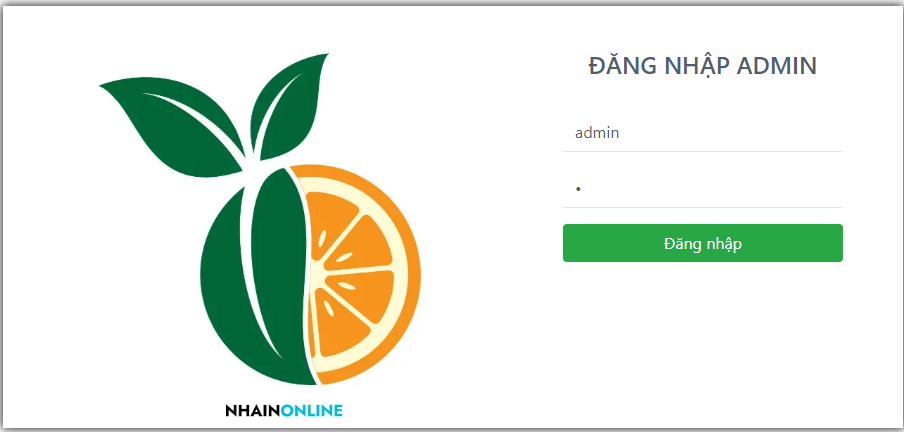 ĐĂNG NHẬP ADMIN
admin
•
Đăng nhập
NHAINONLINE